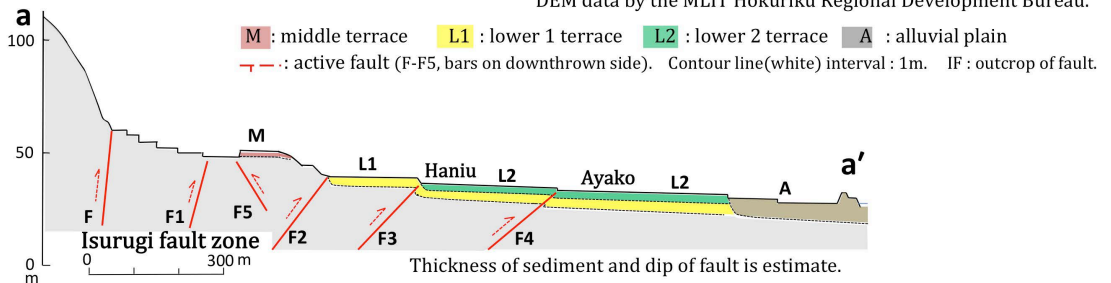 DEM data by the MLIT Hokuriku Regional Development Bureau.
a
100
M : middle terrace L1 : lower 1 terrace L2 : lower 2 terrace A : alluvial plain
: active fault (F-F5, bars on downthrown side). Contour line(white) interval : 1m. IF : outcrop of fault.
M
50
L1
Haniu
L2
Ayako
L2
a′
A
F
F1
F5
F2
F3
F4
Isurugi fault zone
0
m
0
300 m
Thickness of sediment and dip of fault is estimate.